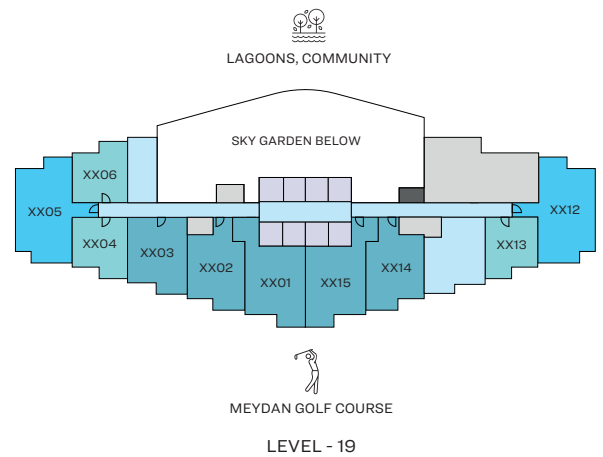 LAGOONS, COMMUNITY
SKY GARDEN BELOW
XX06
XX05
XX12
XX04
XX03
XX02
XX01
XX15
XX14
XX13
MEYDAN GOLF COURSE
LEVEL - 19